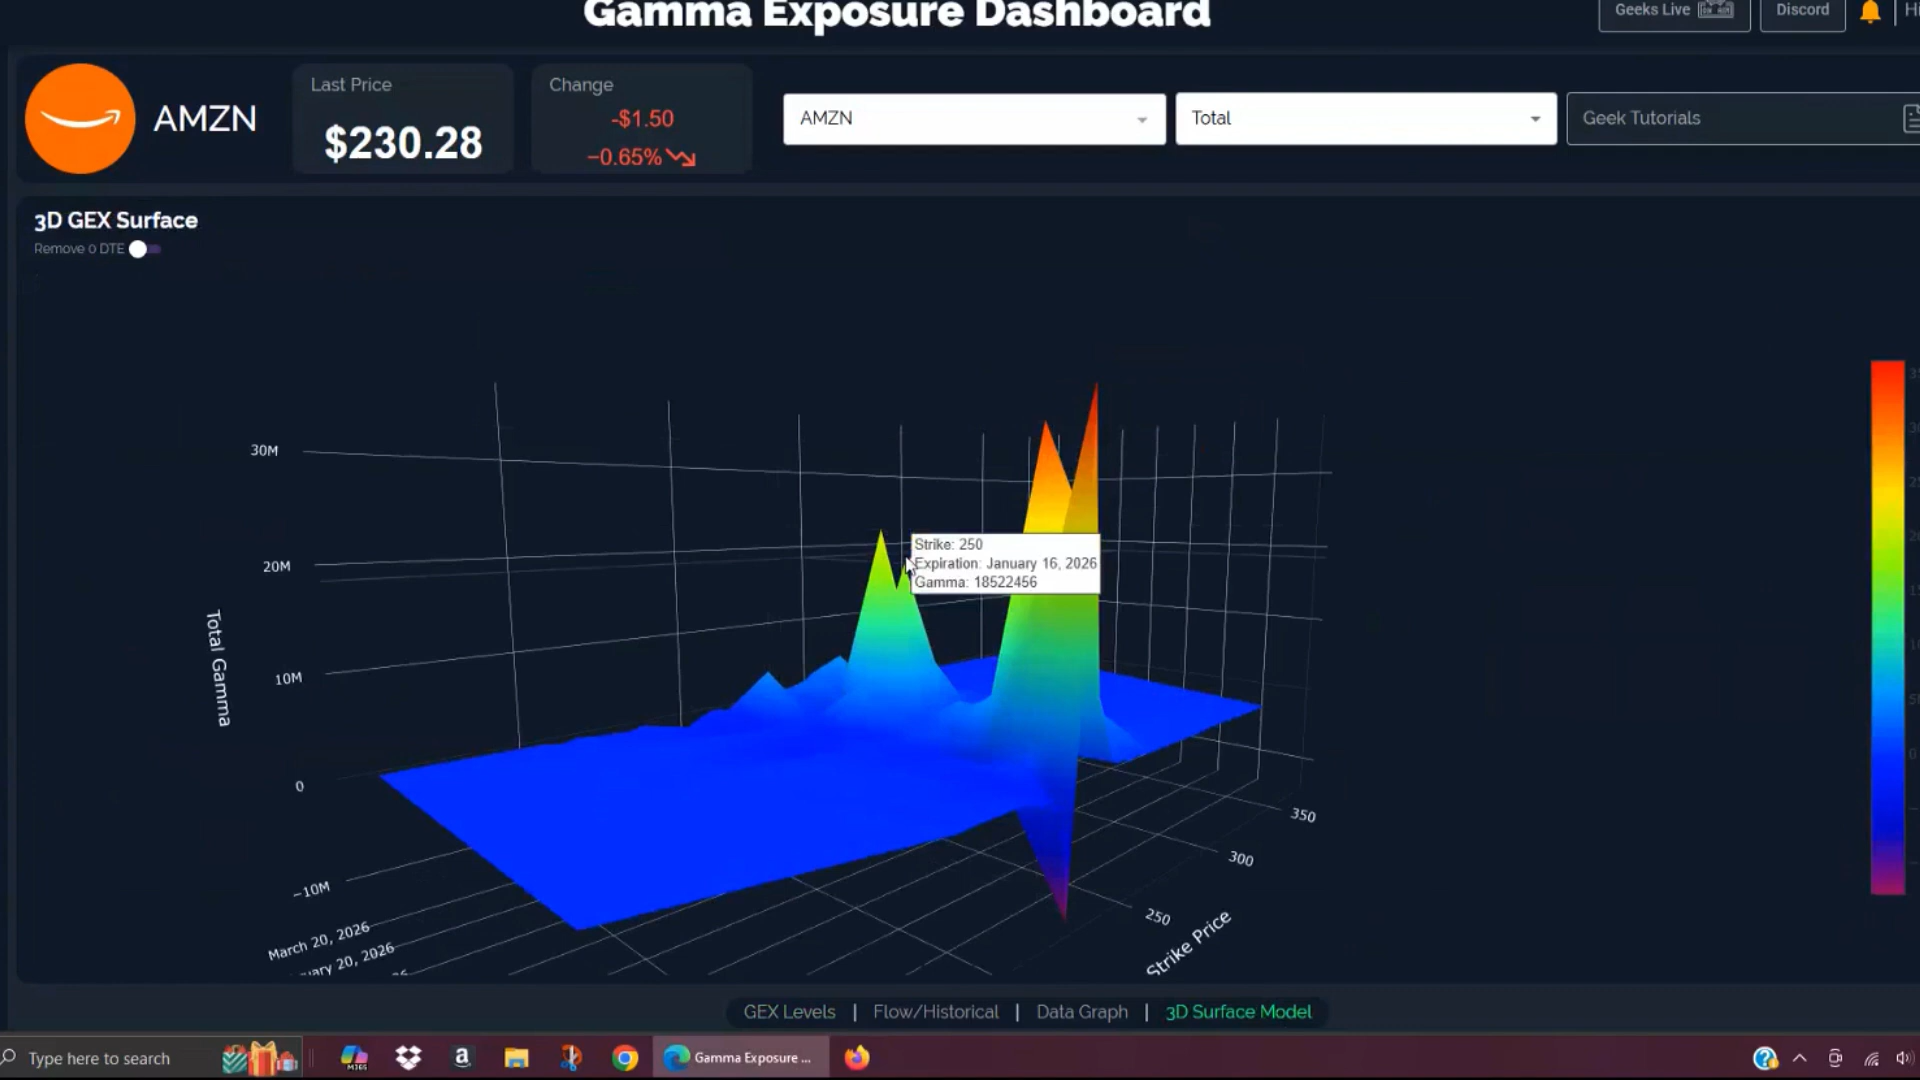 Gamma Exposure Dashboard
Geeks Live
Discord
Hi
AMZN
Last Price
$230.28
Change
-$1.50
−0.65%
AMZN
Total
Geek Tutorials
3D GEX Surface
Remove 0 DTE
30M
20M
10M
0
−10M
Total Gamma
Strike: 250
Expiration: January 16, 2026
Gamma: 18522456
350
300
250
Strike Price
March 20, 2026
uary 20, 2026
GEX Levels | Flow/Historical | Data Graph | 3D Surface Model
Type here to search
M365
Gamma Exposure ...